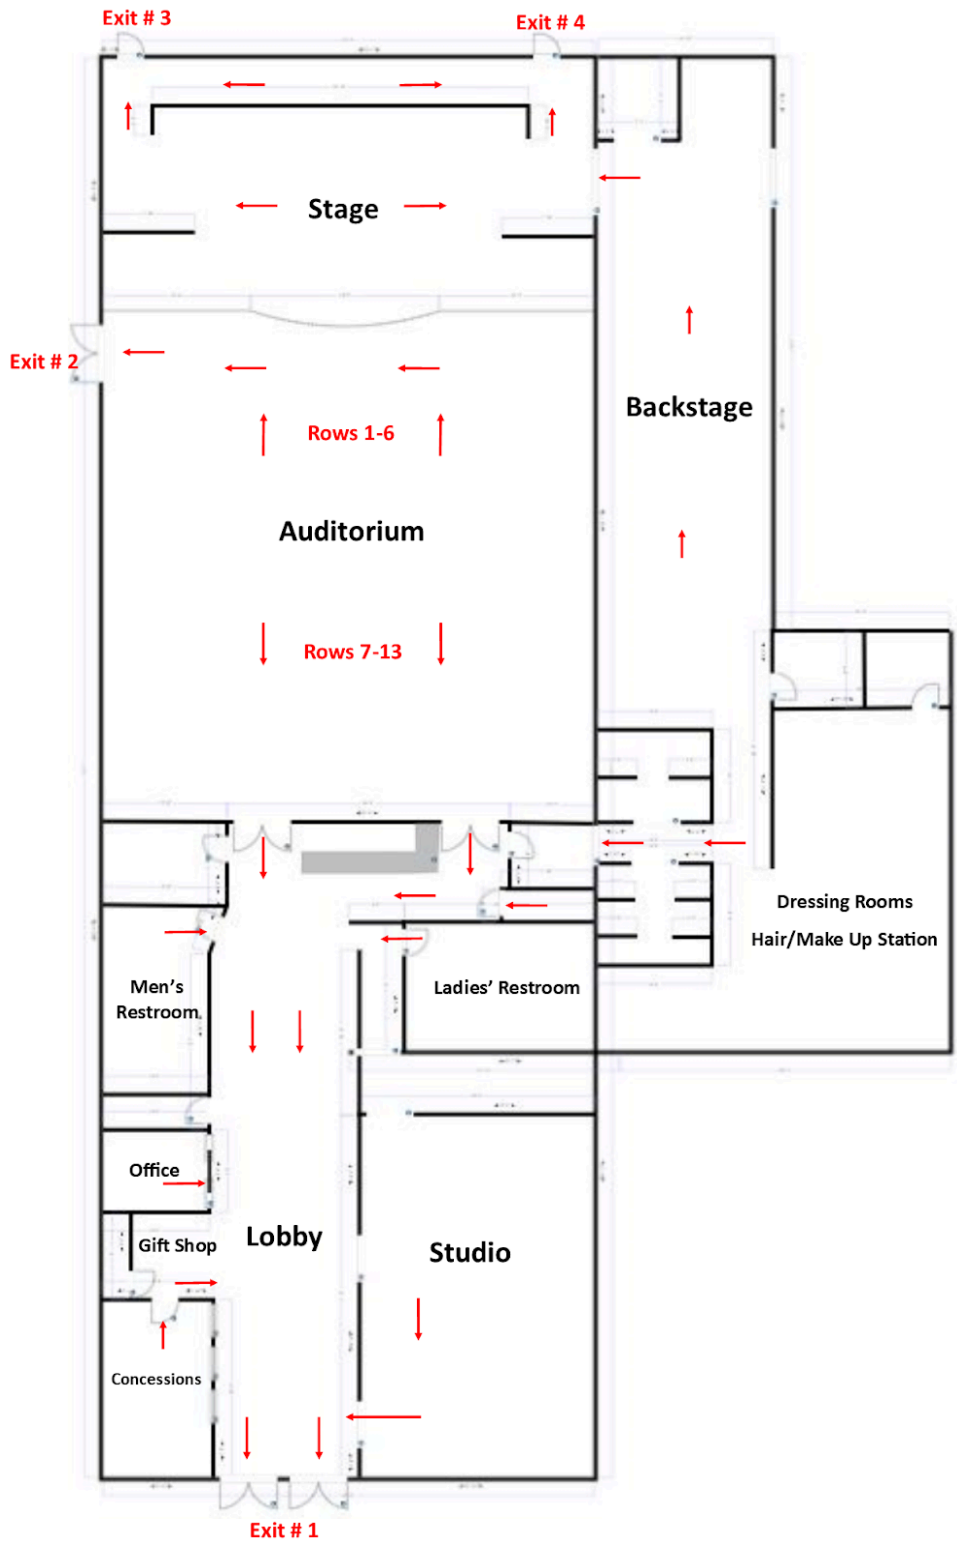 Exit # 3
Exit # 4
Stage
Exit # 2
Rows 1-6
Backstage
Auditorium
Rows 7-13
Dressing Rooms
Hair/Make Up Station
Men's
Restroom
Ladies' Restroom
Office
Gift Shop
Lobby
Studio
Concessions
Exit # 1